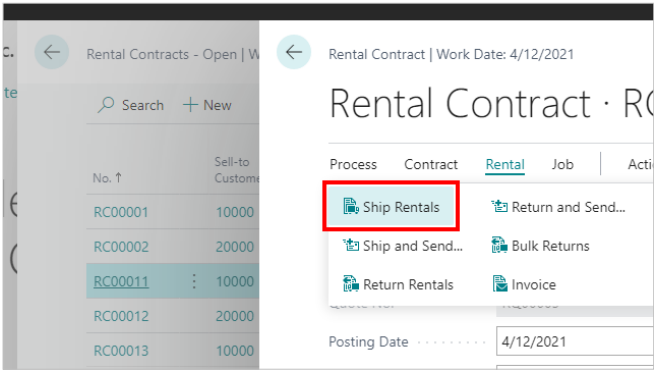 c.
Rental Contracts - Open | W
Rental Contract | Work Date: 4/12/2021
te
Search
New
Rental Contract · R
Process Contract Rental Job Acti
No. ↑
Sell-to
Custome
Ship Rentals
Return and Send...
RC00001 10000
Ship and Send...
Bulk Returns
RC00002 20000
Return Rentals
Invoice
RC00011 10000
RC00012 20000
Posting Date 4/12/2021
RC00013 10000